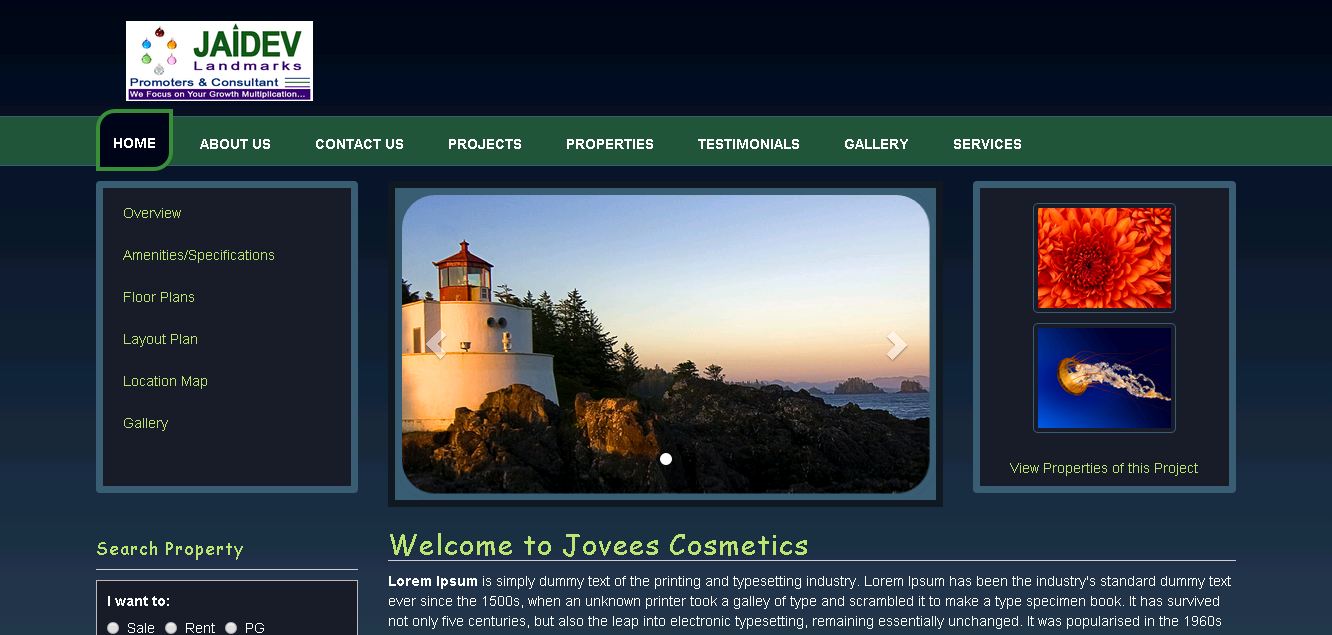 JAIDEV
Landmarks
Promoters & Consultant
We Focus on Your Growth Multiplication...
HOME
ABOUT US
CONTACT US
PROJECTS
PROPERTIES
TESTIMONIALS
GALLERY
SERVICES
Overview
Amenities/Specifications
Floor Plans
Layout Plan
Location Map
Gallery
View Properties of this Project
Search Property
I want to:
Sale Rent PG
Welcome to Jovees Cosmetics
Lorem Ipsum is simply dummy text of the printing and typesetting industry. Lorem Ipsum has been the industry's standard dummy text
ever since the 1500s, when an unknown printer took a galley of type and scrambled it to make a type specimen book. It has survived
not only five centuries, but also the leap into electronic typesetting, remaining essentially unchanged. It was popularised in the 1960s